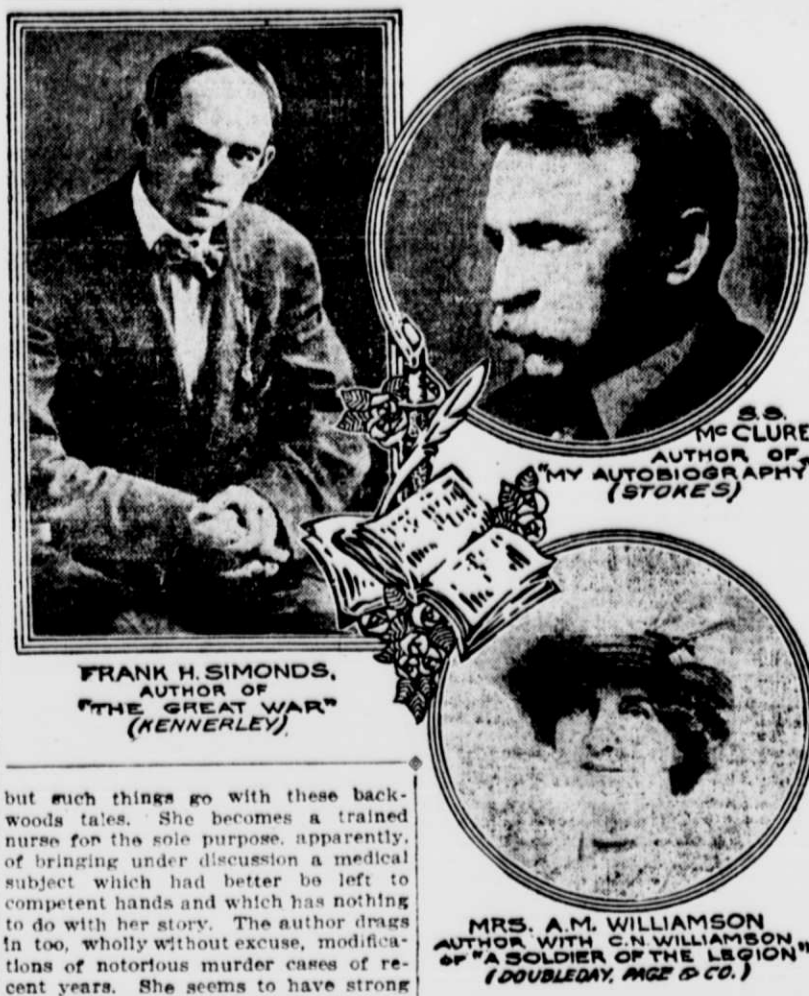 FRANK H. SIMONDS,
AUTHOR OF
"THE GREAT WAR"
(KENNERLEY)
S.S.
McCLURE
AUTHOR OF
"MY AUTOBIOGRAPHY"
(STOKES)
but such things go with these back-
woods tales. She becomes a trained
nurse for the sole purpose, apparently,
of bringing under discussion a medical
subject which had better be left to
competent hands and which has nothing
to do with her story. The author drags
in too, wholly without excuse, modifica-
tions of notorious murder cases of re-
cent years. She seems to have strong
MRS. A.M. WILLIAMSON
AUTHOR WITH C.N. WILLIAMSON,
OF "A SOLDIER OF THE LEGION"
(DOUBLEDAY, PAGE & CO.)